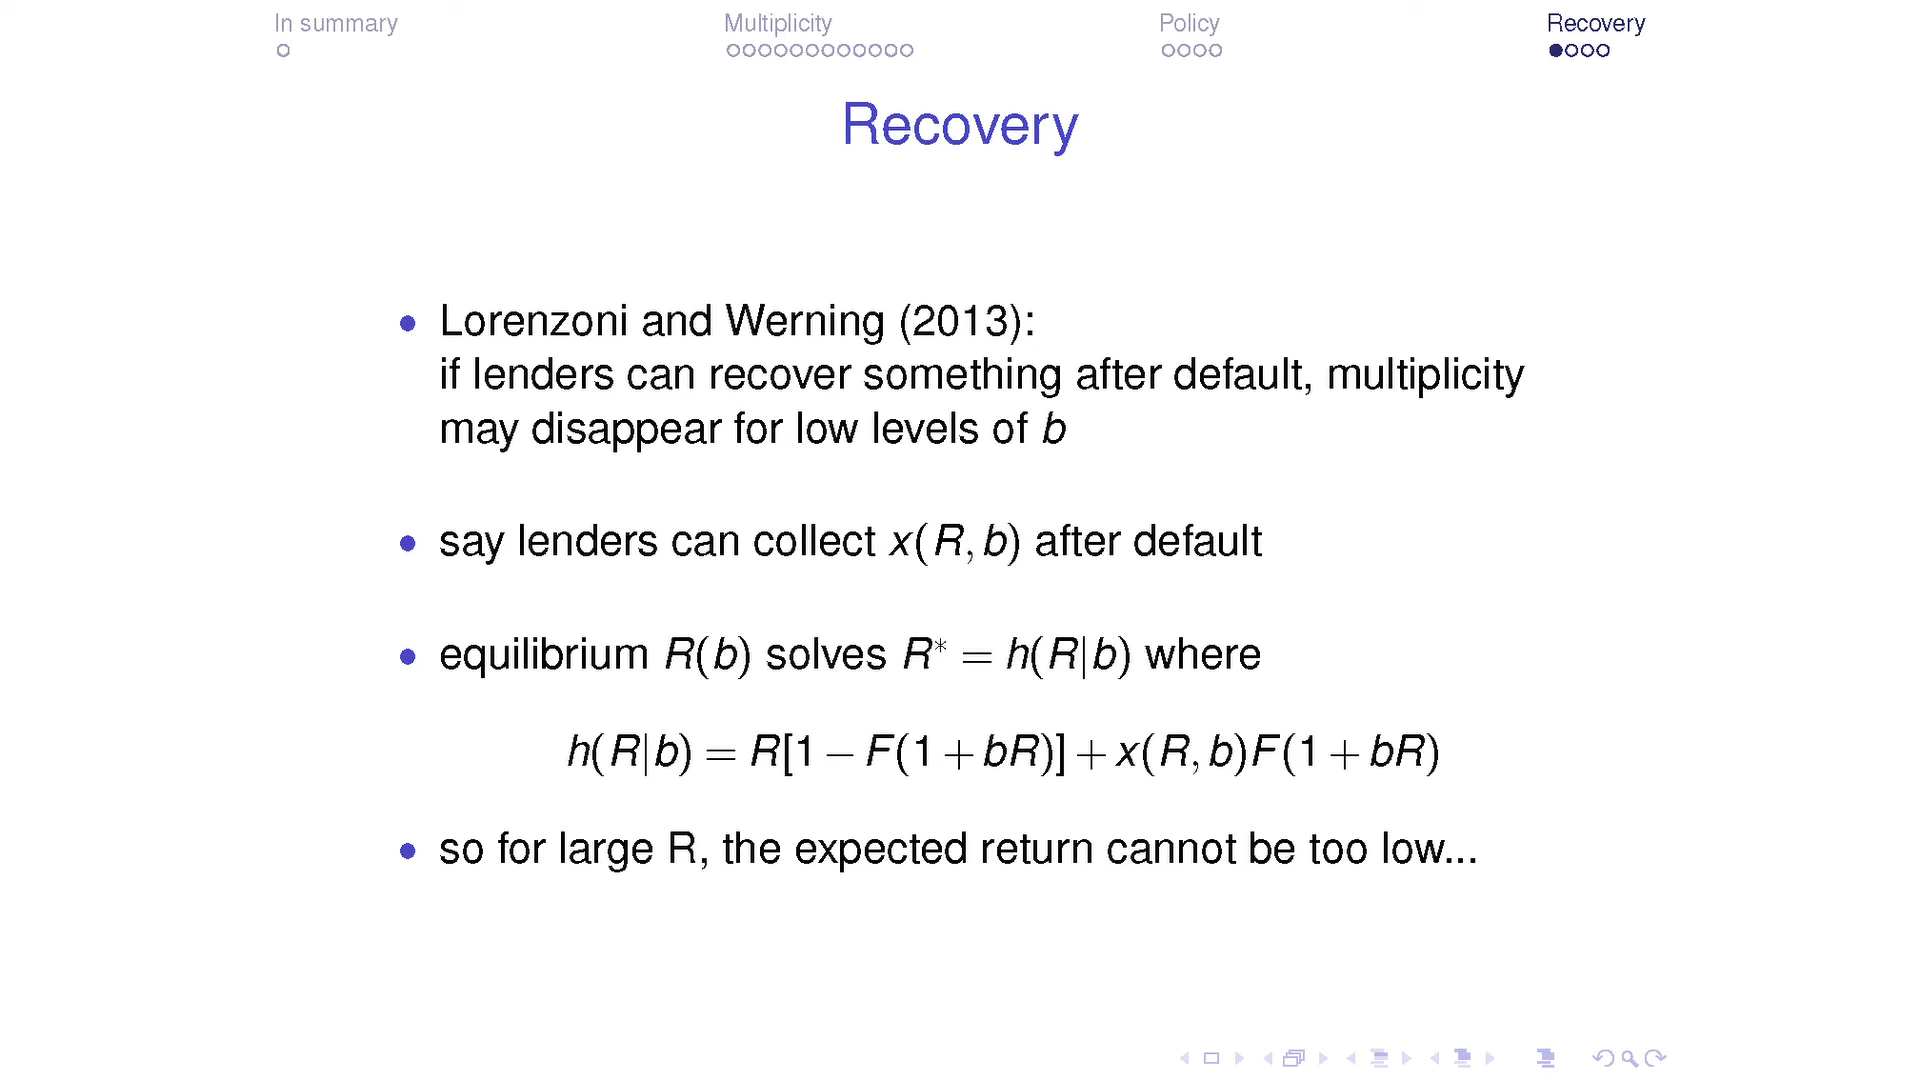 In summary
Multiplicity
Policy
Recovery
Recovery
• Lorenzoni and Werning (2013):
if lenders can recover something after default, multiplicity
may disappear for low levels of b
• say lenders can collect x(R, b) after default
• equilibrium R(b) solves R* = h(R|b) where
h(R|b) = R[1 − F(1 + bR)] + x(R, b)F(1 + bR)
• so for large R, the expected return cannot be too low...